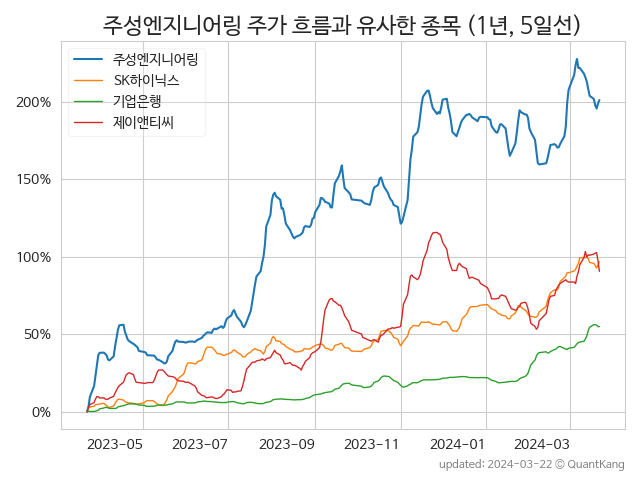 주성엔지니어링 주가 흐름과 유사한 종목 (1년, 5일선)
주성엔지니어링
SK하이닉스
기업은행
제이앤티씨
200%
150%
100%
50%
0%
2023-05 2023-07 2023-09 2023-11 2024-01 2024-03
updated: 2024-03-22 © QuantKang